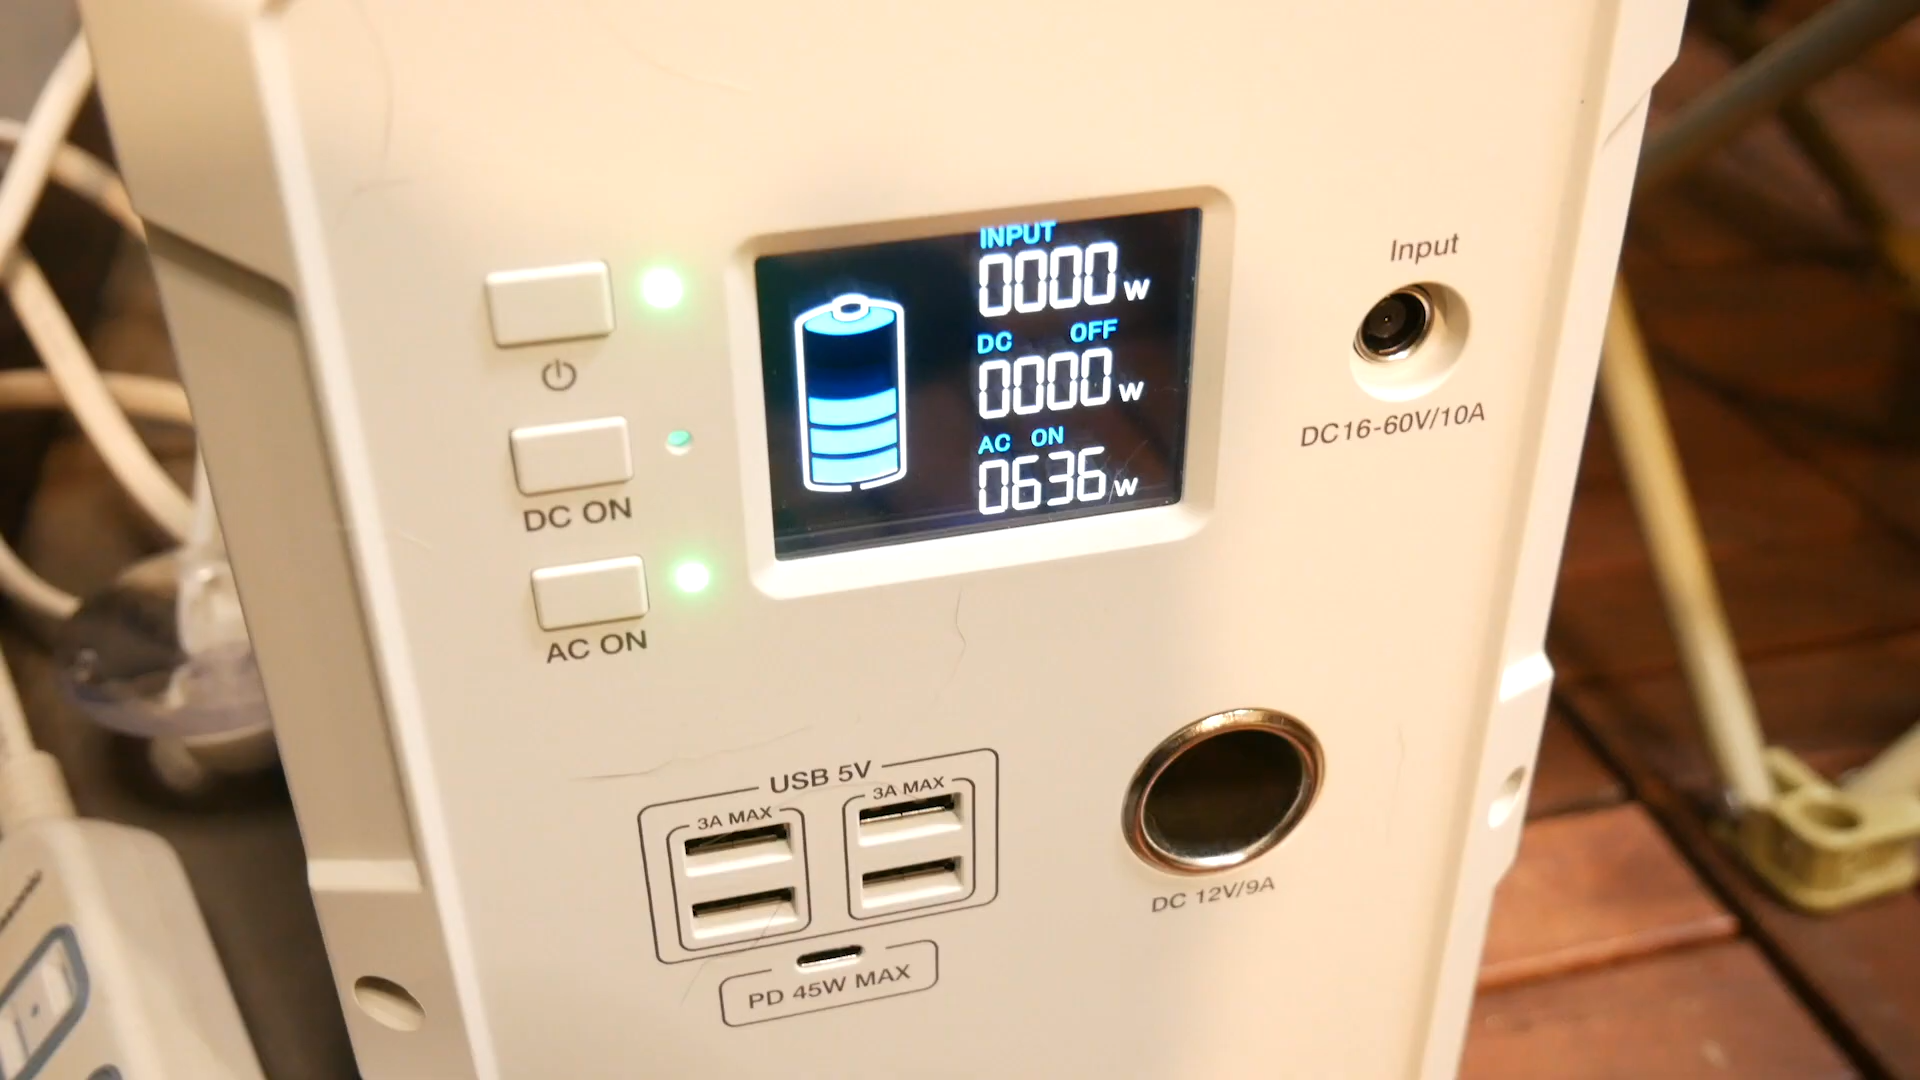 INPUT
0000 W
DC OFF
0000 W
AC ON
0636 W
DC ON
AC ON
Input
DC16-60V/10A
USB 5V
3A MAX
3A MAX
PD 45W MAX
DC 12V/9A